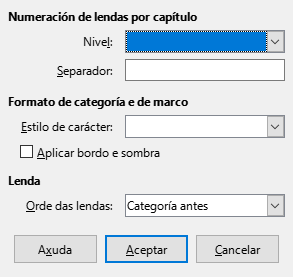 Numeración de lendas por capítulo
Nivel:
Separador:
Formato de categoría e de marco
Estilo de carácter:
Aplicar bordo e sombra
Lenda
Orde das lendas: Categoría antes
Axuda Aceptar Cancelar